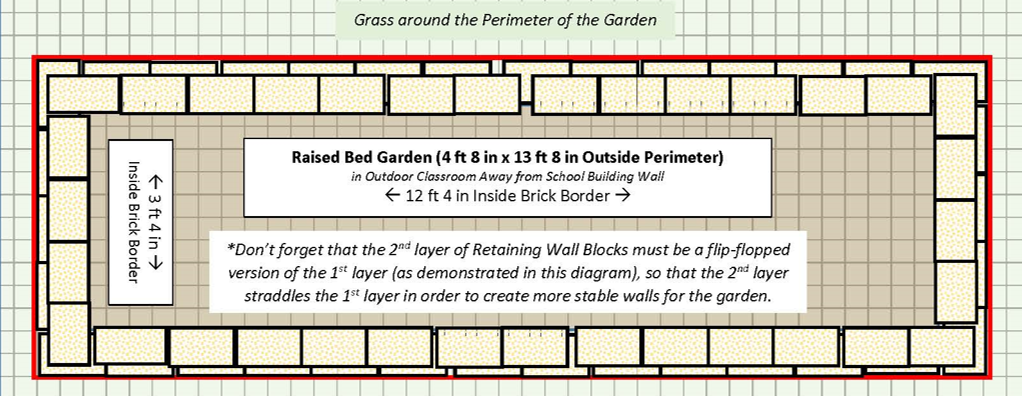 Grass around the Perimeter of the Garden
Raised Bed Garden (4 ft 8 in x 13 ft 8 in Outside Perimeter)
in Outdoor Classroom Away from School Building Wall
← 12 ft 4 in Inside Brick Border →
← 3 ft 4 in →
Inside Brick Border
*Don't forget that the 2nd layer of Retaining Wall Blocks must be a flip-flopped
version of the 1st layer (as demonstrated in this diagram), so that the 2nd layer
straddles the 1st layer in order to create more stable walls for the garden.